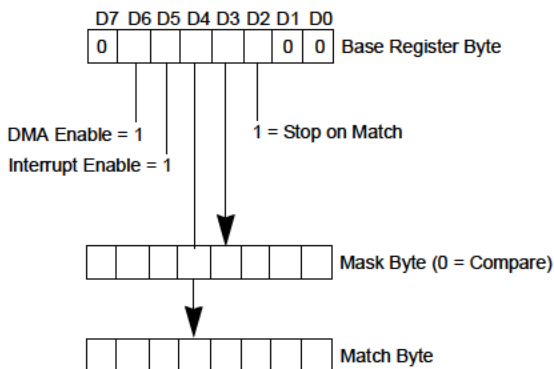 D7 D6 D5 D4 D3 D2 D1 D0
0 0 0 Base Register Byte
DMA Enable = 1
1 = Stop on Match
Interrupt Enable = 1
Mask Byte (0 = Compare)
Match Byte